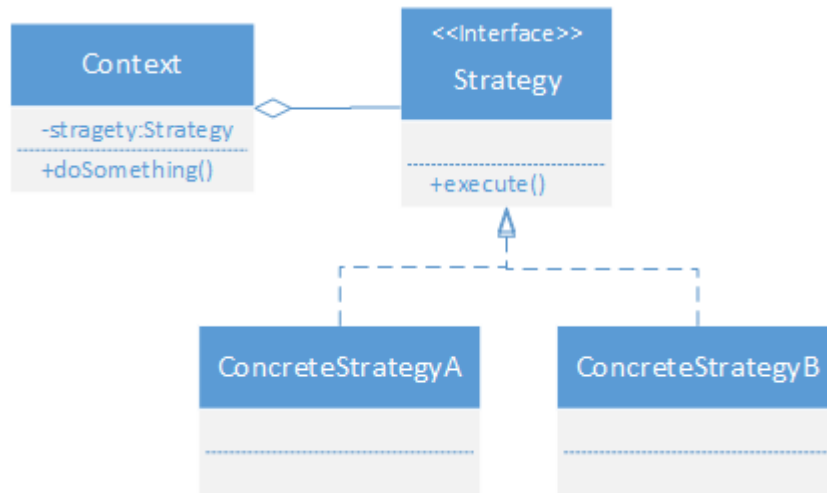 Context
-stragety:Strategy
+doSomething()
<<Interface>>
Strategy
+execute()
ConcreteStrategyA
ConcreteStrategyB